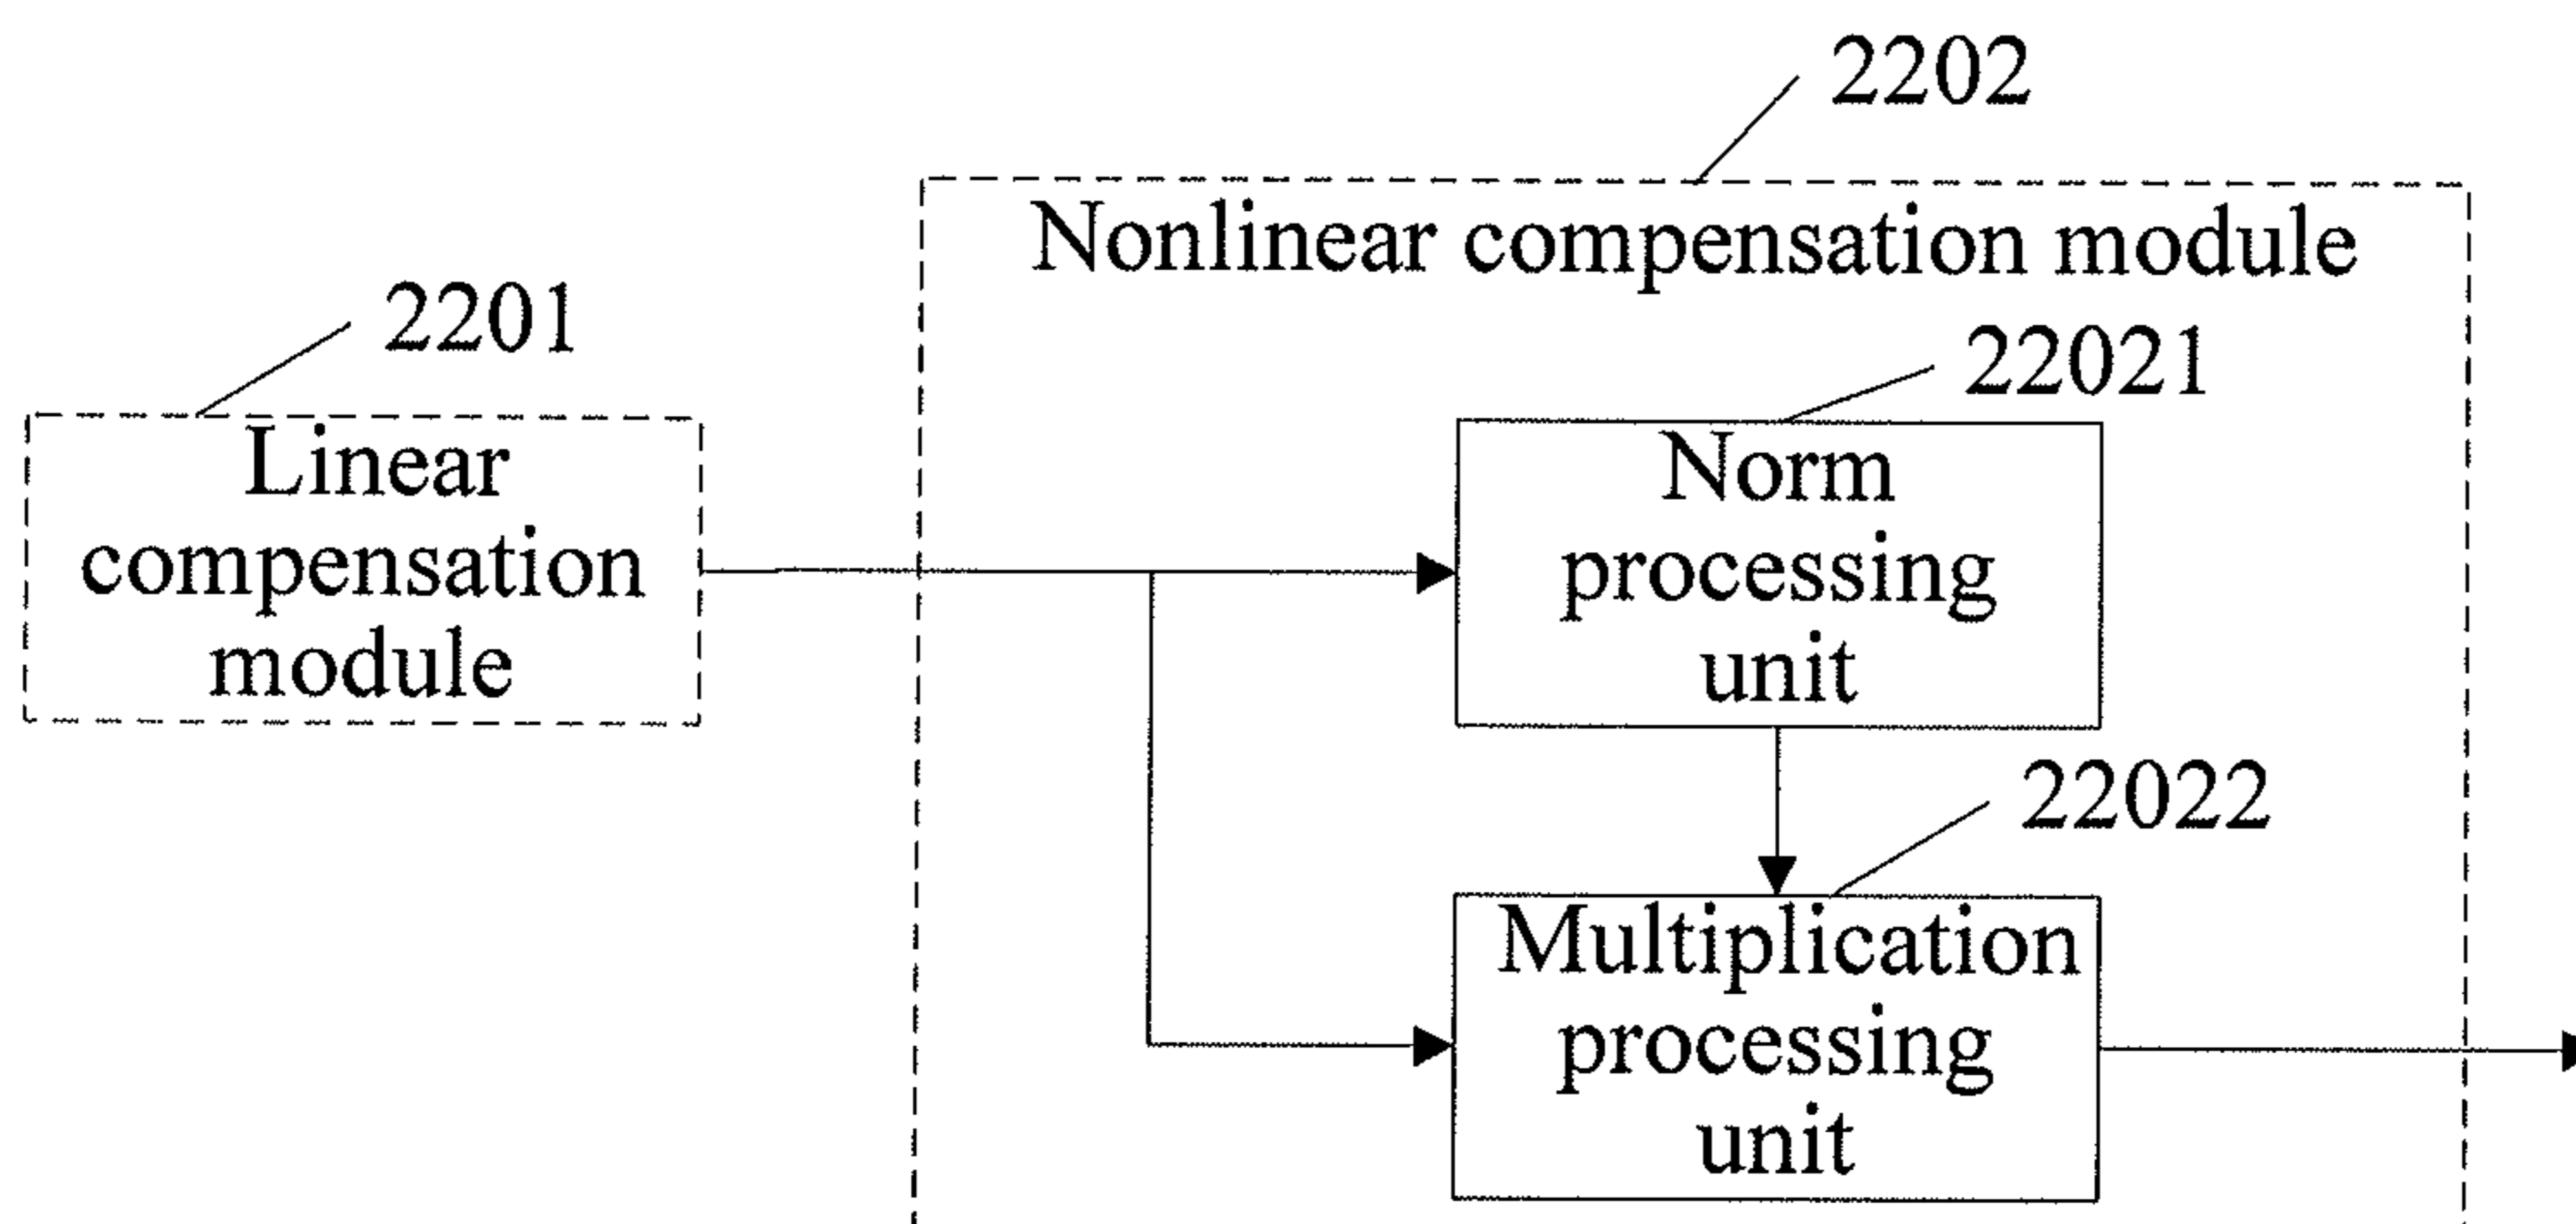 2202
Nonlinear compensation module
2201
22021
Linear
compensation
module
Norm
processing
unit
22022
Multiplication
processing
unit